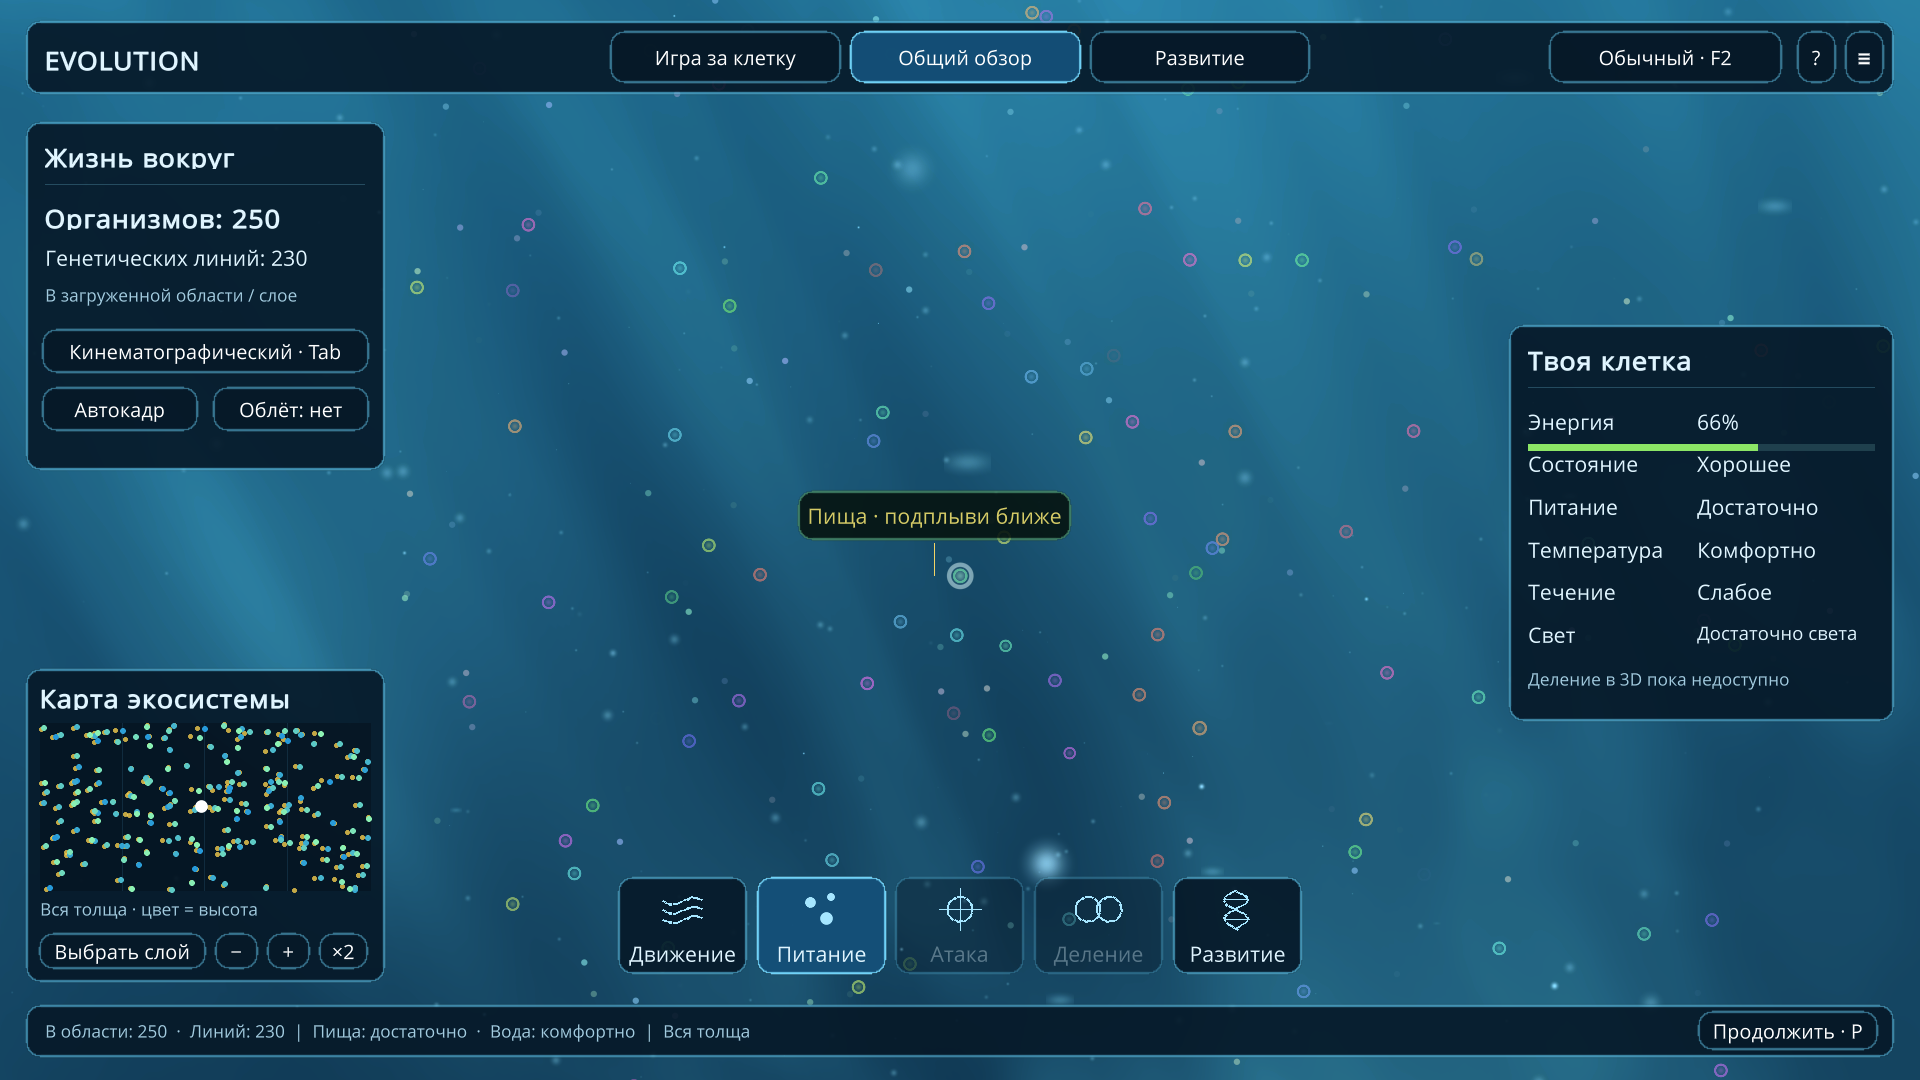 EVOLUTION
Игра за клетку
Общий обзор
Развитие
Обычный · F2
?
≡
Жизнь вокруг
Организмов: 250
Генетических линий: 230
В загруженной области / слое
Кинематографический · Tab
Автокадр
Облёт: нет
Твоя клетка
Энергия 66%
Состояние Хорошее
Питание Достаточно
Температура Комфортно
Течение Слабое
Свет Достаточно света
Деление в 3D пока недоступно
Пища · подплыви ближе
Карта экосистемы
Вся толща · цвет = высота
Выбрать слой
−
+
×2
Движение
Питание
Атака
Деление
Развитие
В области: 250 · Линий: 230 | Пища: достаточно · Вода: комфортно | Вся толща
Продолжить · P